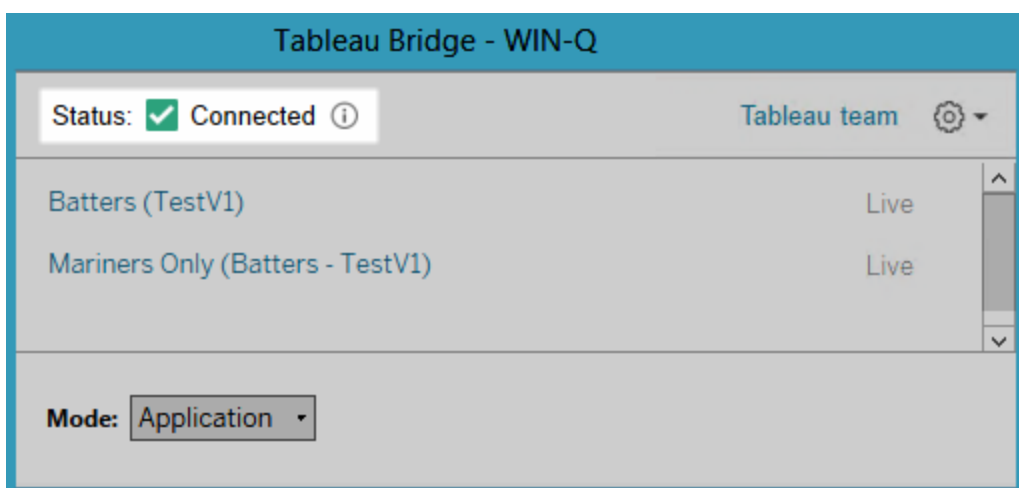 Tableau Bridge - WIN-Q
Status: Connected
Tableau team
Batters (TestV1) Live
Mariners Only (Batters - TestV1) Live
Mode: Application